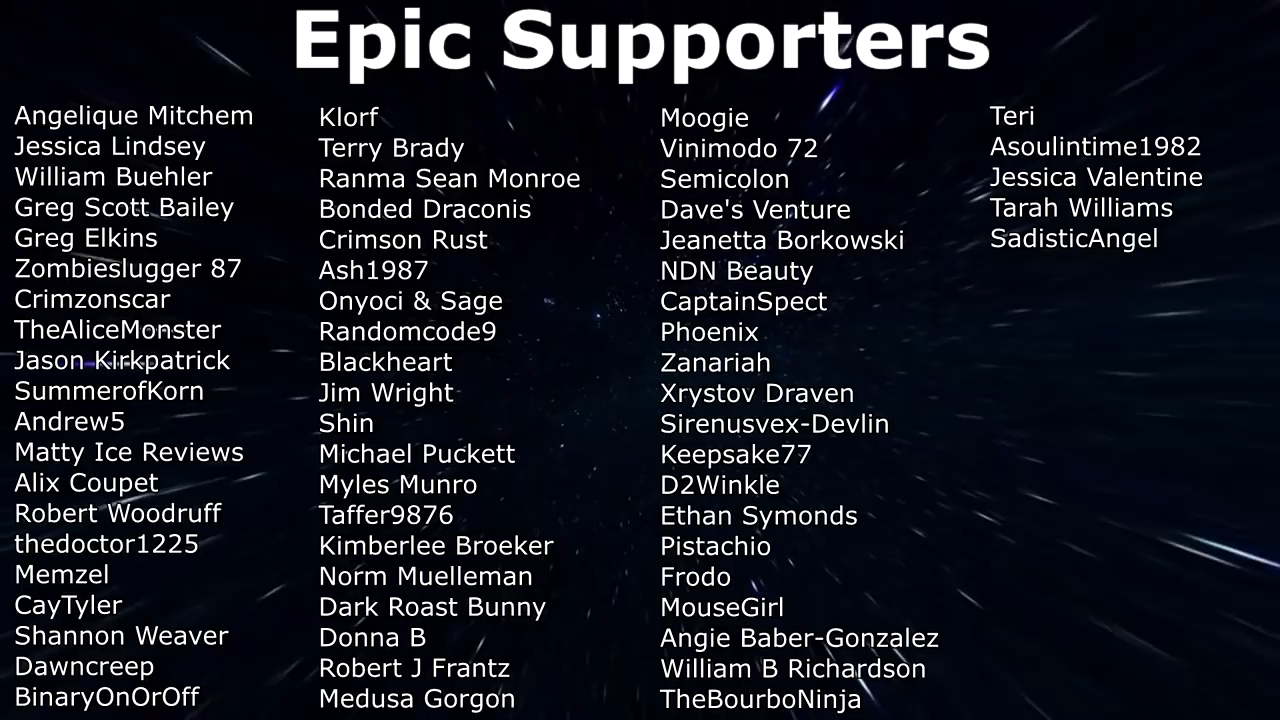 Epic Supporters
Angelique Mitchem
Jessica Lindsey
William Buehler
Greg Scott Bailey
Greg Elkins
Zombieslugger 87
Crimzonscar
TheAliceMonster
Jason Kirkpatrick
SummerofKorn
Andrew5
Matty Ice Reviews
Alix Coupet
Robert Woodruff
thedoctor1225
Memzel
CayTyler
Shannon Weaver
Dawncreep
BinaryOnOrOff
Klorf
Terry Brady
Ranma Sean Monroe
Bonded Draconis
Crimson Rust
Ash1987
Onyoci & Sage
Randomcode9
Blackheart
Jim Wright
Shin
Michael Puckett
Myles Munro
Taffer9876
Kimberlee Broeker
Norm Muelleman
Dark Roast Bunny
Donna B
Robert J Frantz
Medusa Gorgon
Moogie
Vinimodo 72
Semicolon
Dave's Venture
Jeanetta Borkowski
NDN Beauty
CaptainSpect
Phoenix
Zanariah
Xrystov Draven
Sirenusvex-Devlin
Keepsake77
D2Winkle
Ethan Symonds
Pistachio
Frodo
MouseGirl
Angie Baber-Gonzalez
William B Richardson
TheBourboNinja
Teri
Asoulintime1982
Jessica Valentine
Tarah Williams
SadisticAngel